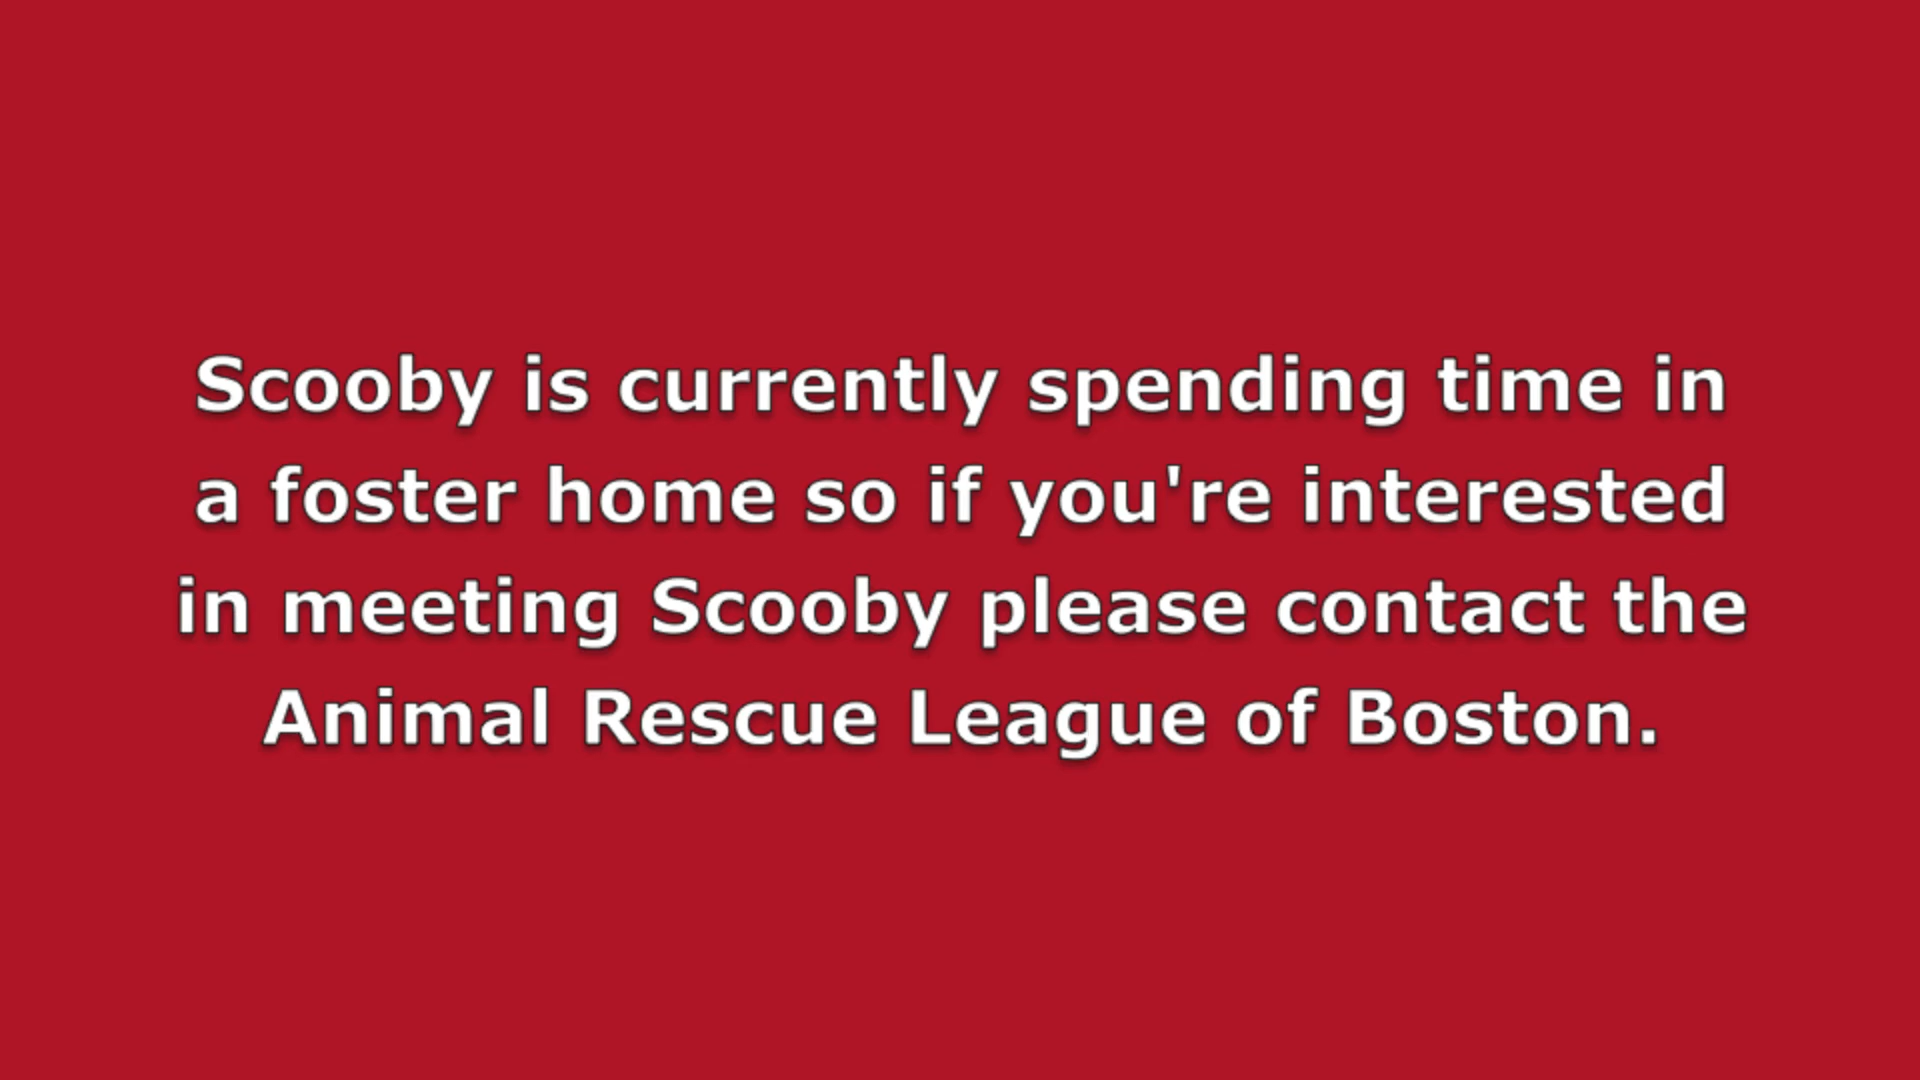 Scooby is currently spending time in
a foster home so if you're interested
in meeting Scooby please contact the
Animal Rescue League of Boston.